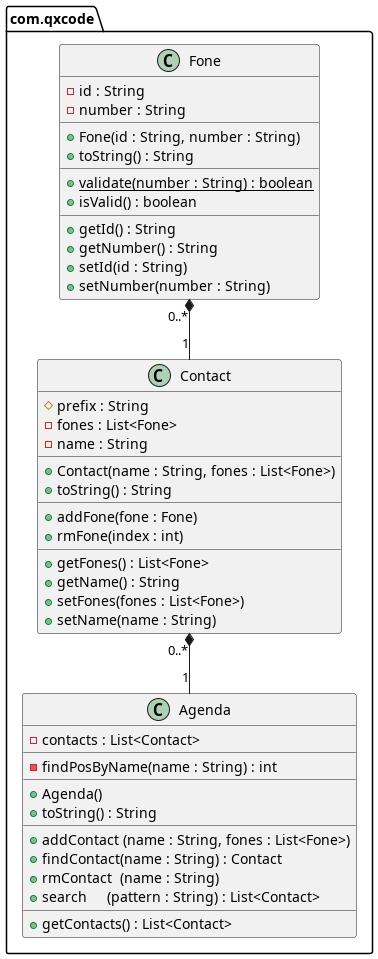 com.qxcode
C Fone
id : String
number : String
Fone(id : String, number : String)
toString() : String
validate(number : String) : boolean
isValid() : boolean
getId() : String
getNumber() : String
setId(id : String)
setNumber(number : String)
0..*
1
C Contact
prefix : String
fones : List<Fone>
name : String
Contact(name : String, fones : List<Fone>)
toString() : String
addFone(fone : Fone)
rmFone(index : int)
getFones() : List<Fone>
getName() : String
setFones(fones : List<Fone>)
setName(name : String)
0..*
1
C Agenda
contacts : List<Contact>
findPosByName(name : String) : int
Agenda()
toString() : String
addContact (name : String, fones : List<Fone>)
findContact(name : String) : Contact
rmContact  (name : String)
search     (pattern : String) : List<Contact>
getContacts() : List<Contact>